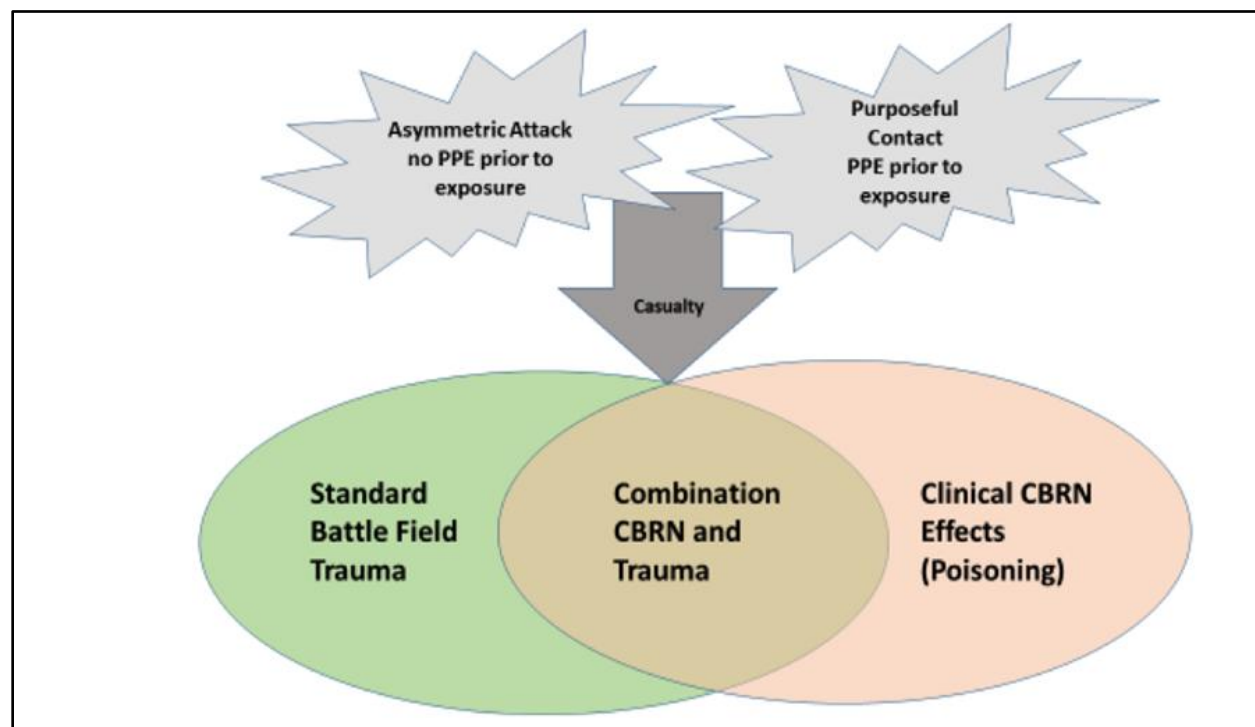 Asymmetric Attack
no PPE prior to
exposure
Purposeful
Contact
PPE prior to
exposure
Casualty
Standard
Battle Field
Trauma
Combination
CBRN and
Trauma
Clinical CBRN
Effects
(Poisoning)